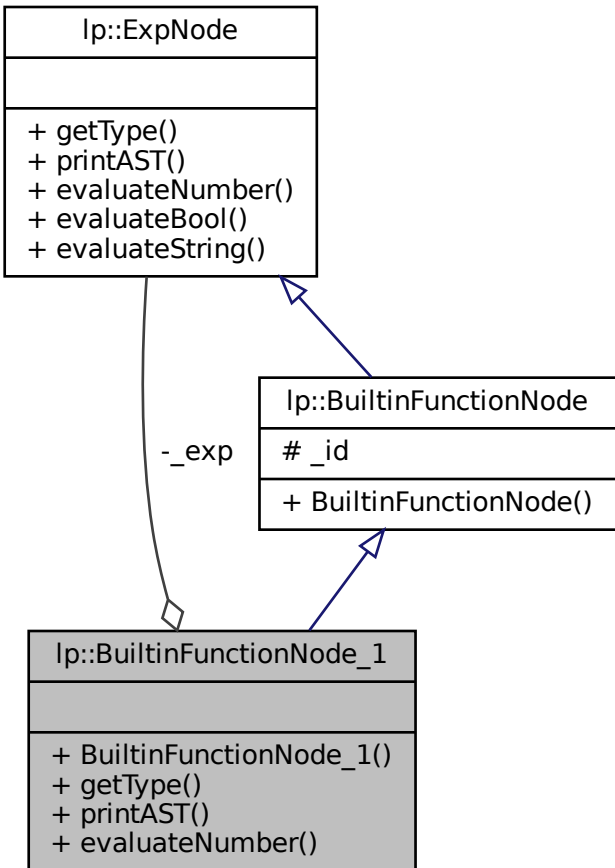 lp::ExpNode
+ getType()
+ printAST()
+ evaluateNumber()
+ evaluateBool()
+ evaluateString()
lp::BuiltinFunctionNode
# _id
+ BuiltinFunctionNode()
-_exp
lp::BuiltinFunctionNode_1
+ BuiltinFunctionNode_1()
+ getType()
+ printAST()
+ evaluateNumber()